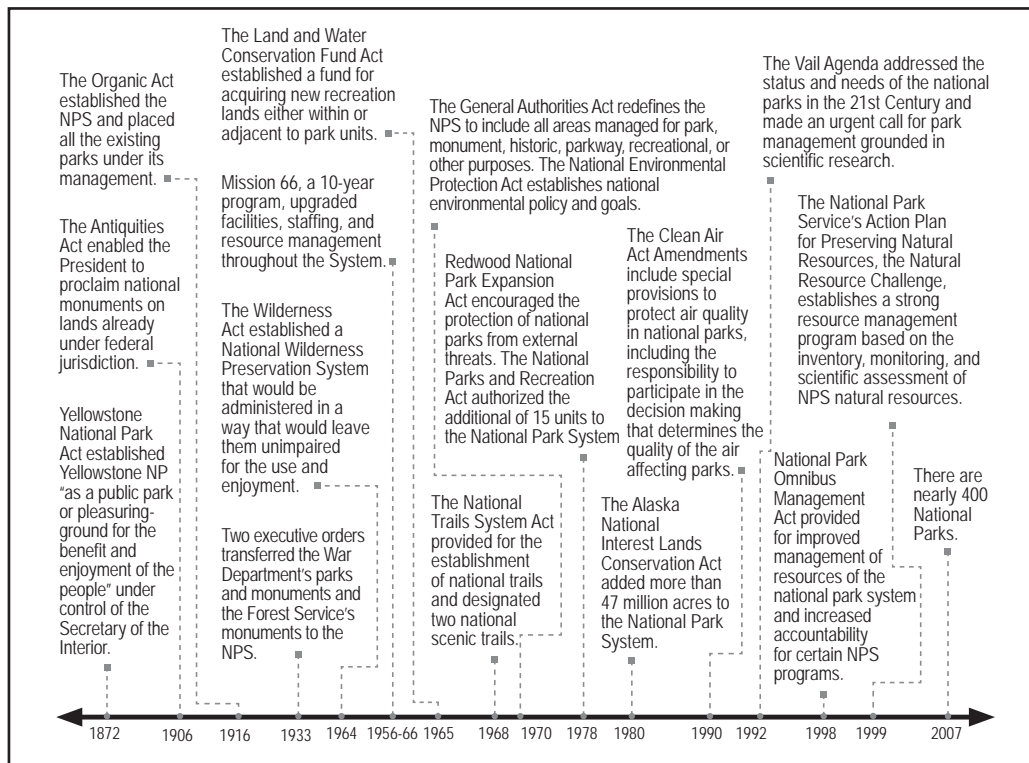 The Organic Act
established the
NPS and placed
all the existing
parks under its
management.
The Antiquities
Act enabled the
President to
proclaim national
monuments on
lands already
under federal
jurisdiction.
Yellowstone
National Park
Act established
Yellowstone NP
"as a public park
or pleasuring-
ground for the
benefit and
enjoyment of the
people" under
control of the
Secretary of the
Interior.
The Land and Water
Conservation Fund Act
established a fund for
acquiring new recreation
lands either within or
adjacent to park units.
Mission 66, a 10-year
program, upgraded
facilities, staffing, and
resource management
throughout the System.
The Wilderness
Act established a
National Wilderness
Preservation System
that would be
administered in a
way that would leave
them unimpaired
for the use and
enjoyment.
Two executive orders
transferred the War
Department's parks
and monuments and
the Forest Service's
monuments to the
NPS.
The General Authorities Act redefines the
NPS to include all areas managed for park,
monument, historic, parkway, recreational, or
other purposes. The National Environmental
Protection Act establishes national
environmental policy and goals.
Redwood National
Park Expansion
Act encouraged the
protection of national
parks from external
threats. The National
Parks and Recreation
Act authorized the
additional of 15 units to
the National Park System
The National
Trails System Act
provided for the
establishment
of national trails
and designated
two national
scenic trails.
The Clean Air
Act Amendments
include special
provisions to
protect air quality
in national parks,
including the
responsibility to
participate in the
decision making
that determines the
quality of the air
affecting parks.
The Alaska
National
Interest Lands
Conservation Act
added more than
47 million acres to
the National Park
System.
The Vail Agenda addressed the
status and needs of the national
parks in the 21st Century and
made an urgent call for park
management grounded in
scientific research.
The National Park
Service's Action Plan
for Preserving Natural
Resources, the Natural
Resource Challenge,
establishes a strong
resource management
program based on the
inventory, monitoring, and
scientific assessment of
NPS natural resources.
National Park
Omnibus
Management
Act provided
for improved
management of
resources of the
national park system
and increased
accountability
for certain NPS
programs.
There are
nearly 400
National
Parks.
1872 1906 1916 1933 1964 1956-66 1965 1968 1970 1978 1980 1990 1992 1998 1999 2007